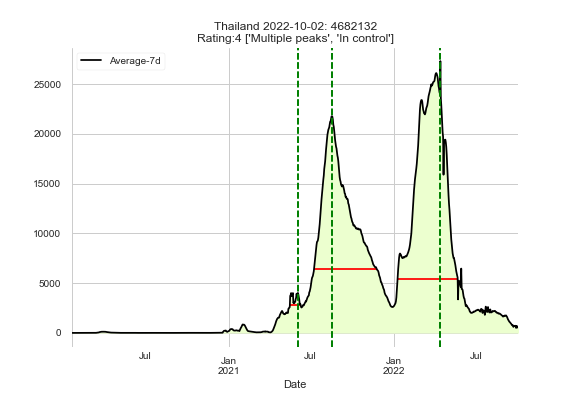 Thailand 2022-10-02: 4682132
Rating:4 ['Multiple peaks', 'In control']
Average-7d
25000
20000
15000
10000
5000
0
Jul
Jan
2021
Jul
Jan
2022
Jul
Date